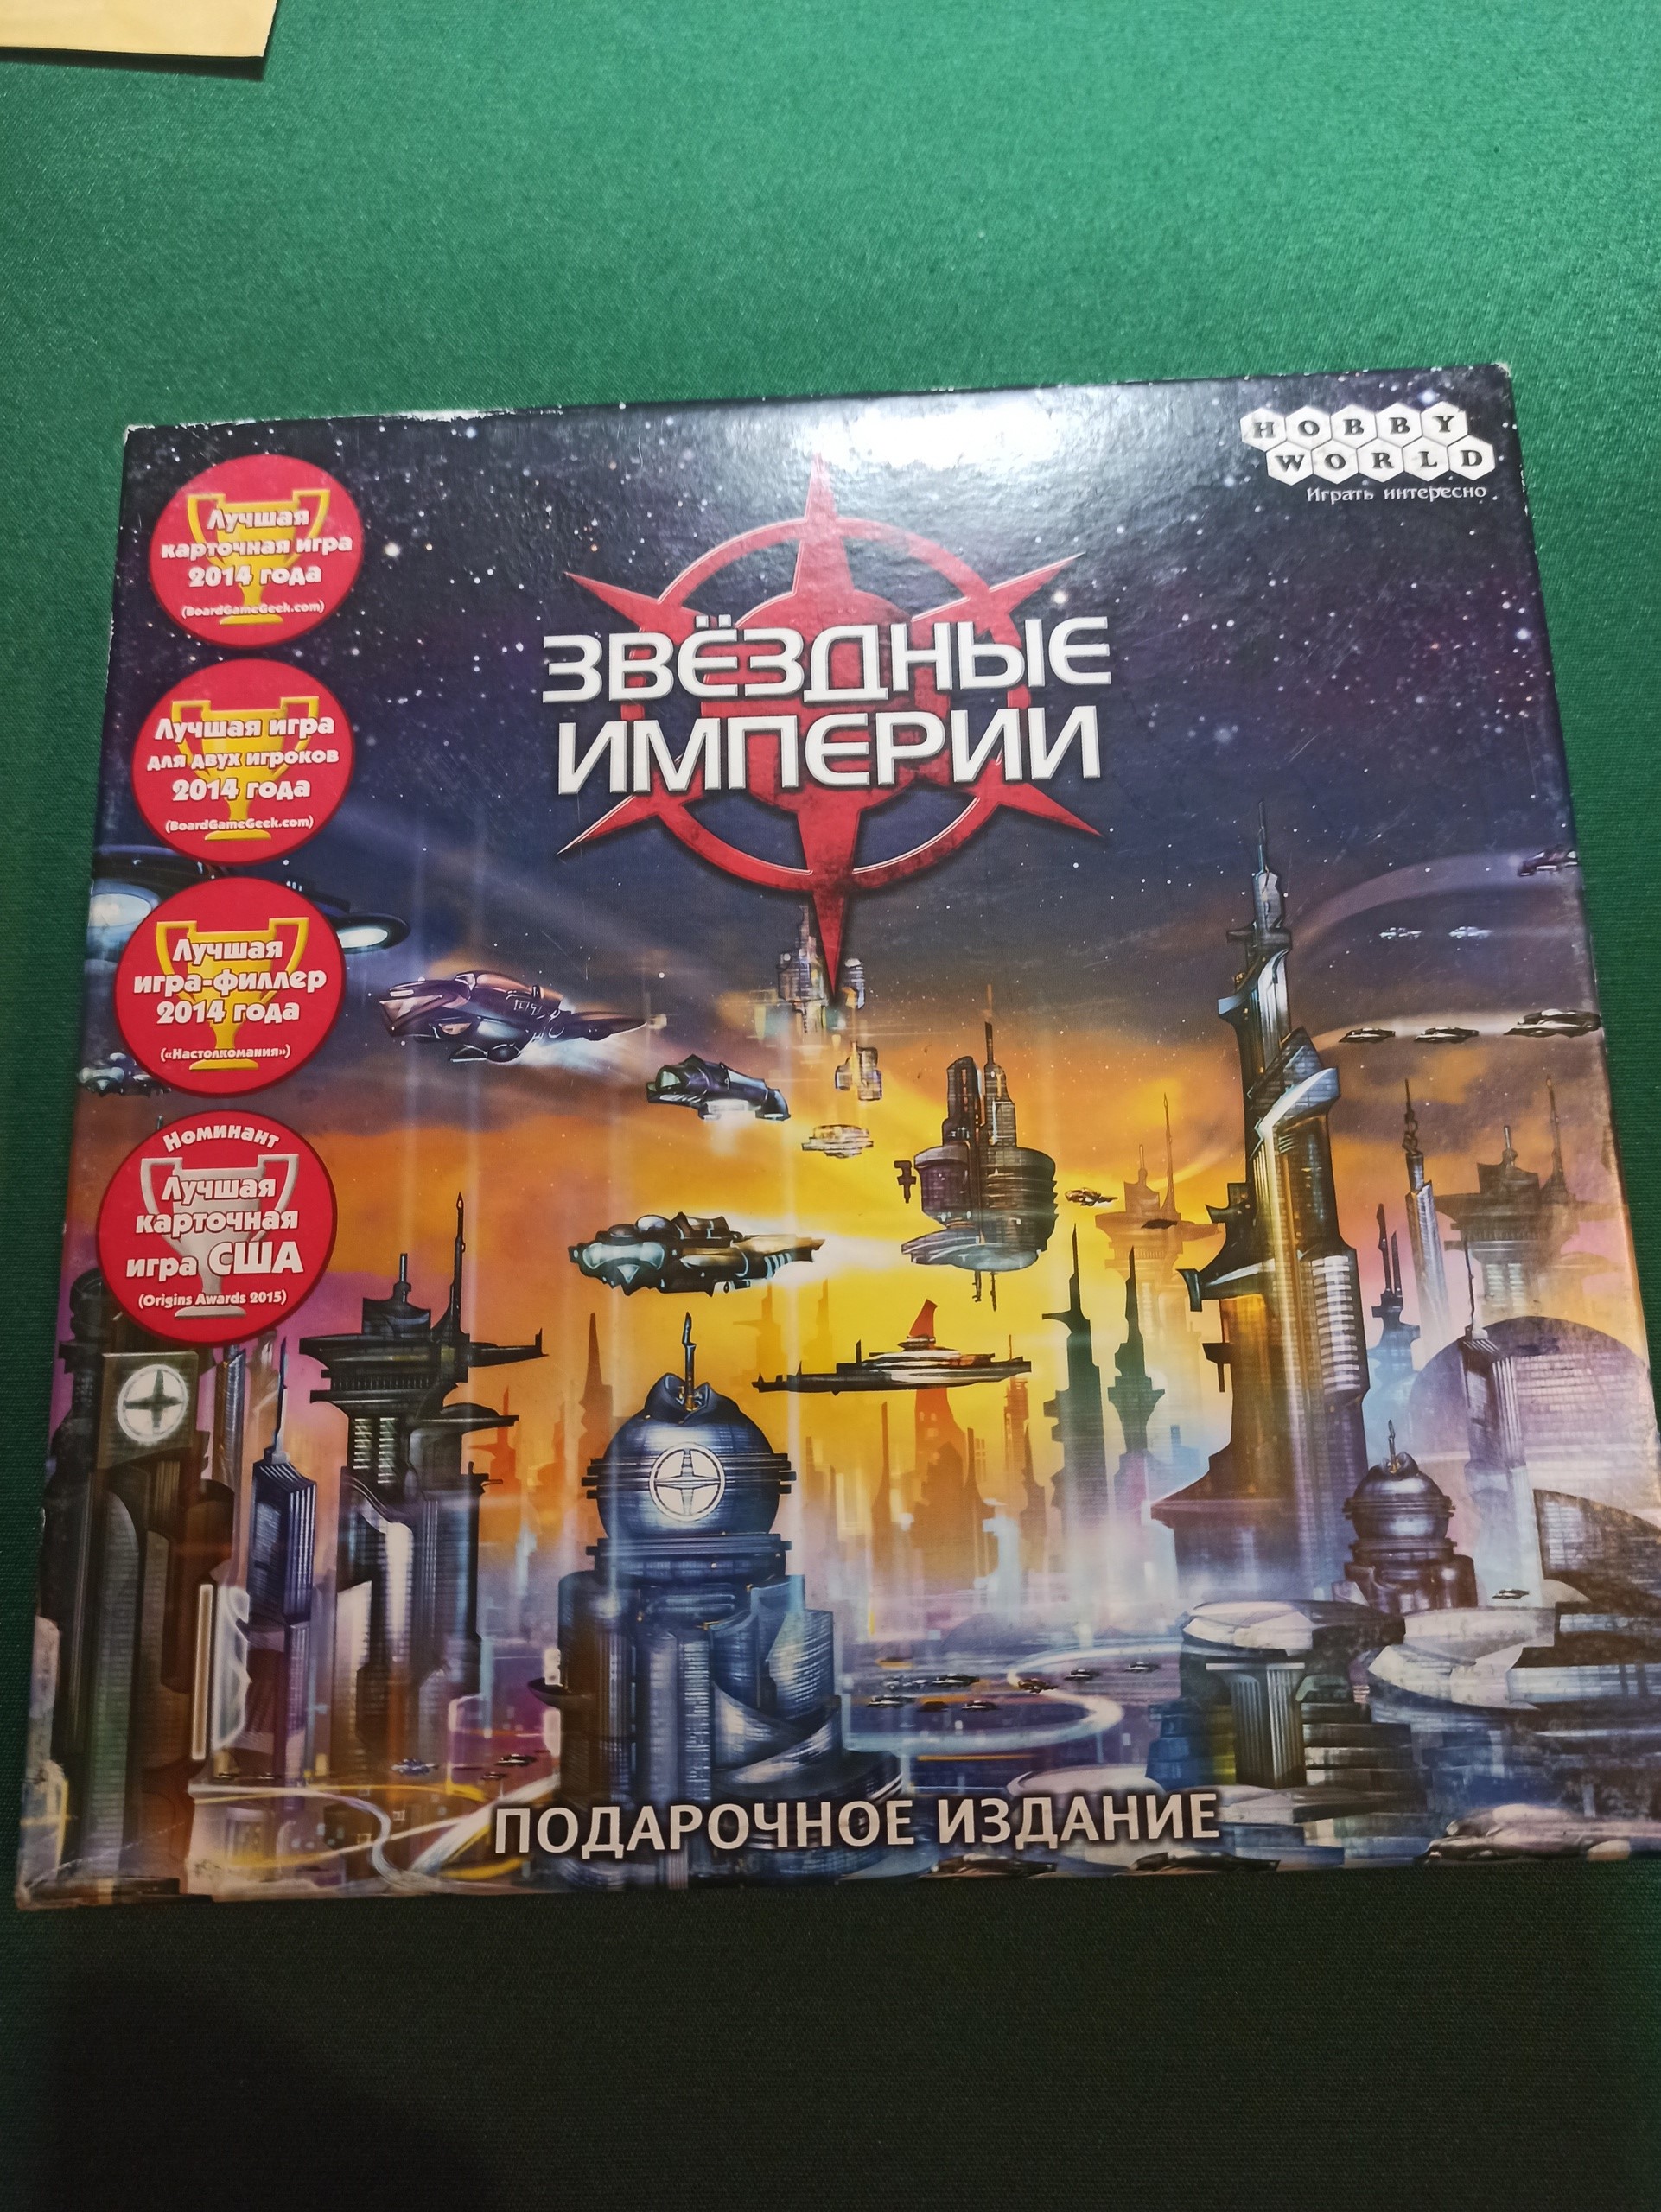 HOBBY
WORLD
Играть интересно
Лучшая
карточная игра
2014 года
(BoardGameGeek.com)
ЗВЁЗДНЫЕ
ИМПЕРИИ
Лучшая игра
для двух игроков
2014 года
(BoardGameGeek.com)
Лучшая
игра-филлер
2014 года
(«Настолкомания»)
Номинант
Лучшая
карточная
игра США
(Origins Awards 2015)
ПОДАРОЧНОЕ ИЗДАНИЕ